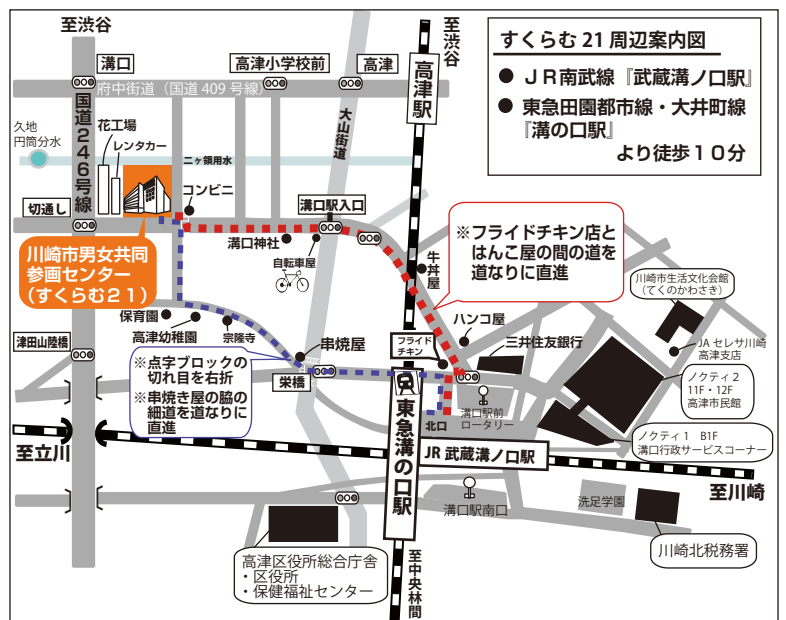 至渋谷
至渋谷
すくらむ21周辺案内図
● JR南武線『武蔵溝ノ口駅』
● 東急田園都市線・大井町線
『溝の口駅』
より徒歩10分
溝口
高津小学校前
高津
高津駅
府中街道(国道409号線)
国道246号線
大山街道
久地
円筒分水
花工場
レンタカー
二ヶ領用水
コンビニ
切通し
溝口駅入口
溝口神社
自転車屋
川崎市男女共同
参画センター
(すくらむ21)
※フライドチキン店と
はんこ屋の間の道を
道なりに直進
牛丼屋
川崎市生活文化会館
(てくのかわさき)
保育園
高津幼稚園
宗隆寺
ハンコ屋
フライド
チキン
三井住友銀行
JAセレサ川崎
高津支店
津田山陸橋
串焼屋
※点字ブロックの
切れ目を右折
※串焼き屋の脇の
細道を道なりに
直進
栄橋
ノクティ2
11F・12F
高津市民館
溝口駅前
ロータリー
北口
東急溝の口駅
ノクティ1 B1F
溝口行政サービスコーナー
至立川
JR武蔵溝ノ口駅
至川崎
溝口駅南口
洗足学園
川崎北税務署
高津区役所総合庁舎
・区役所
・保健福祉センター
至中央林間